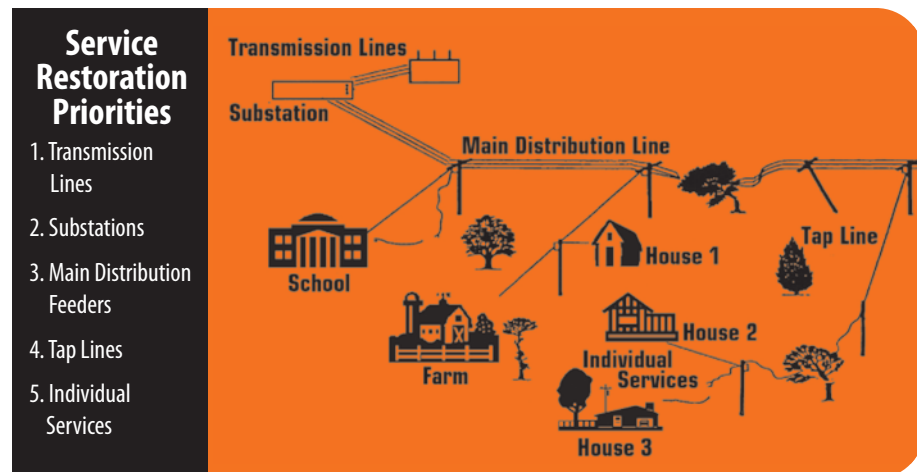 Service
Restoration
Priorities
1. Transmission
Lines
2. Substations
3. Main Distribution
Feeders
4. Tap Lines
5. Individual
Services
Transmission Lines
Substation
Main Distribution Line
School
House 1
Tap Line
Farm
House 2
Individual
Services
House 3